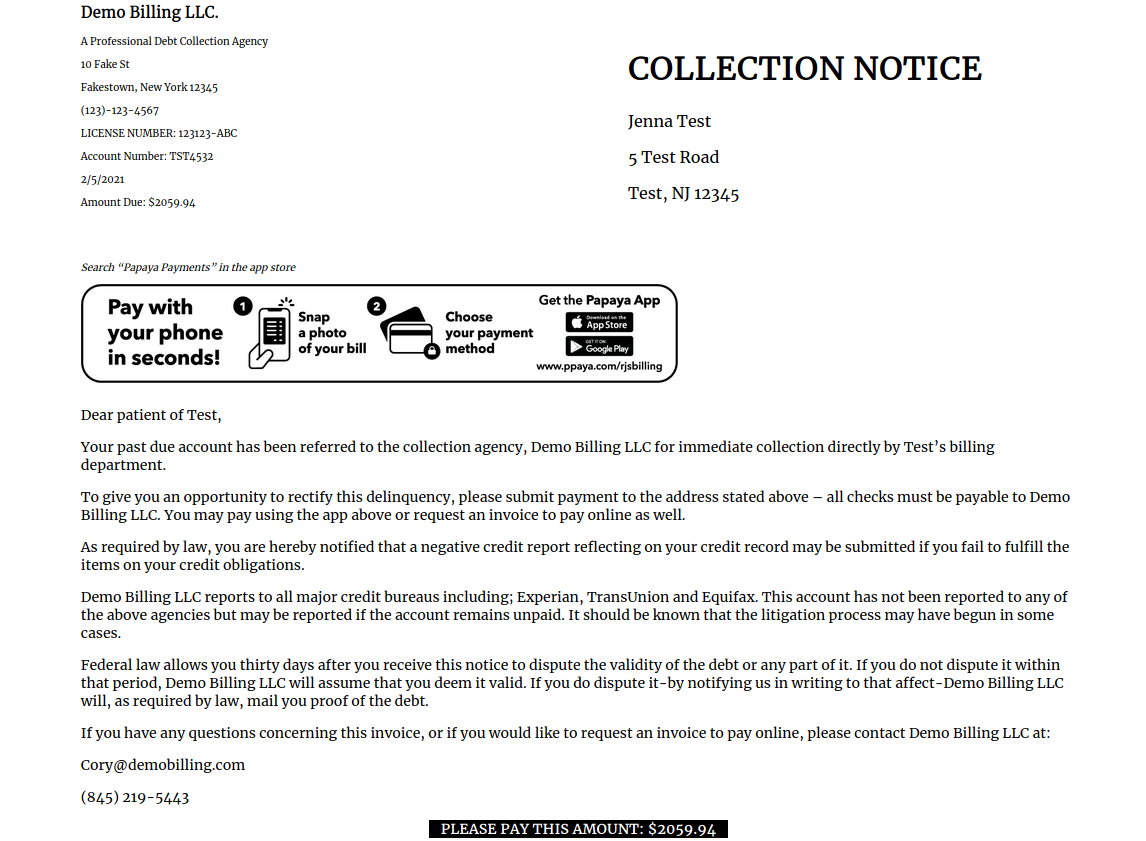 Demo Billing LLC.
A Professional Debt Collection Agency
10 Fake St
Fakestown, New York 12345
(123)-123-4567
LICENSE NUMBER: 123123-ABC
Account Number: TST4532
2/5/2021
Amount Due: $2059.94
COLLECTION NOTICE
Jenna Test
5 Test Road
Test, NJ 12345
Search “Papaya Payments” in the app store
Pay with
your phone
in seconds!
1
Snap
a photo
of your bill
2
Choose
your payment
method
Get the Papaya App
Download on the
App Store
GET IT ON
Google Play
www.ppaya.com/rjsbilling
Dear patient of Test,
Your past due account has been referred to the collection agency, Demo Billing LLC for immediate collection directly by Test’s billing
department.
To give you an opportunity to rectify this delinquency, please submit payment to the address stated above – all checks must be payable to Demo
Billing LLC. You may pay using the app above or request an invoice to pay online as well.
As required by law, you are hereby notified that a negative credit report reflecting on your credit record may be submitted if you fail to fulfill the
items on your credit obligations.
Demo Billing LLC reports to all major credit bureaus including; Experian, TransUnion and Equifax. This account has not been reported to any of
the above agencies but may be reported if the account remains unpaid. It should be known that the litigation process may have begun in some
cases.
Federal law allows you thirty days after you receive this notice to dispute the validity of the debt or any part of it. If you do not dispute it within
that period, Demo Billing LLC will assume that you deem it valid. If you do dispute it-by notifying us in writing to that affect-Demo Billing LLC
will, as required by law, mail you proof of the debt.
If you have any questions concerning this invoice, or if you would like to request an invoice to pay online, please contact Demo Billing LLC at:
Cory@demobilling.com
(845) 219-5443
PLEASE PAY THIS AMOUNT: $2059.94